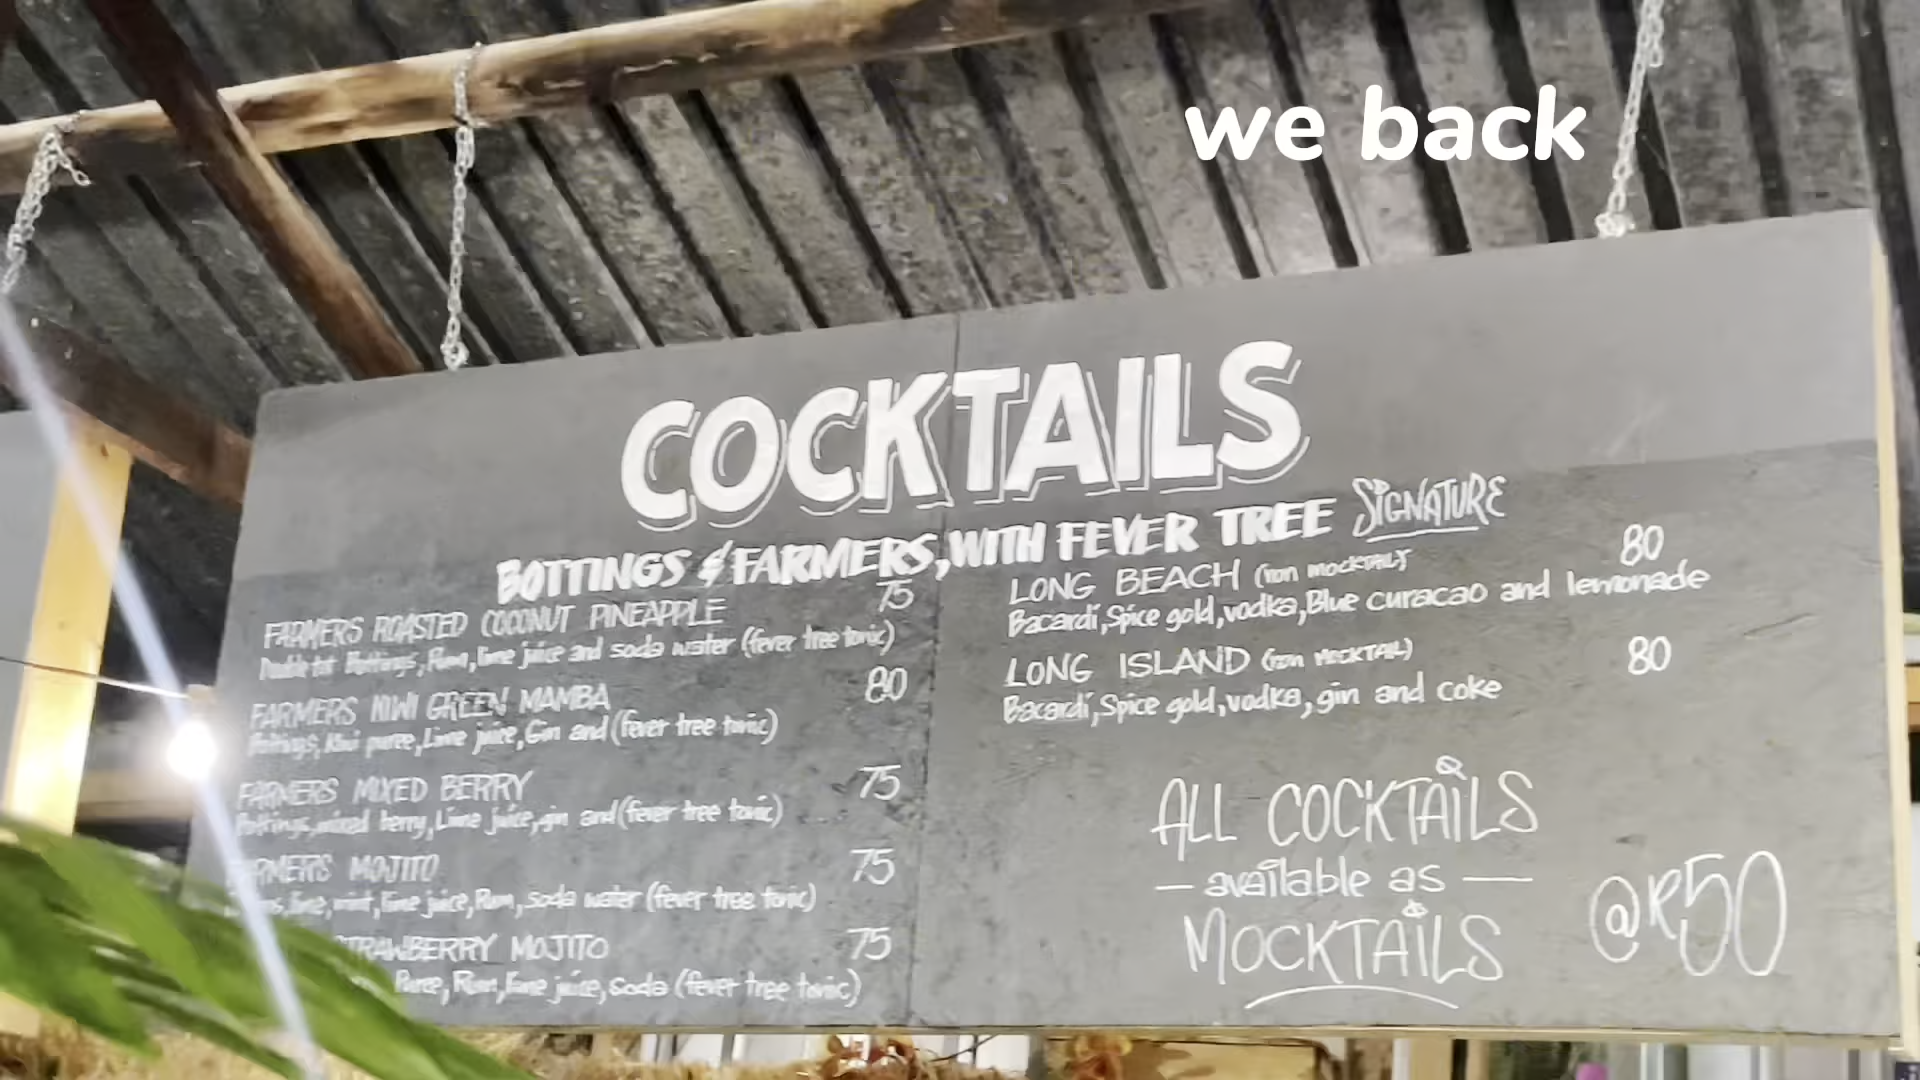 we back
COCKTAILS
BOTTINGS & FARMERS, WITH FEVER TREE SIGNATURE
FARMERS ROASTED COCONUT PINEAPPLE 75
Bottings, Rum, lime juice and soda water (fever tree tonic)
FARMERS KIWI GREEN MAMBA 80
Bottings, Kiwi puree, Lime juice, Gin and (fever tree tonic)
FARMERS MIXED BERRY 75
Bottings, mixed berry, Lime juice, gin and (fever tree tonic)
FARMERS MOJITO 75
lime, mint, lime juice, Rum, soda water (fever tree tonic)
STRAWBERRY MOJITO 75
Puree, Rum, lime juice, soda (fever tree tonic)
LONG BEACH (non mocktail) 80
Bacardi, Spice gold, vodka, Blue curacao and lemonade
LONG ISLAND (non MOCKTAIL) 80
Bacardi, Spice gold, vodka, gin and coke
ALL COCKTAILS
— available as —
MOCKTAILS @R50